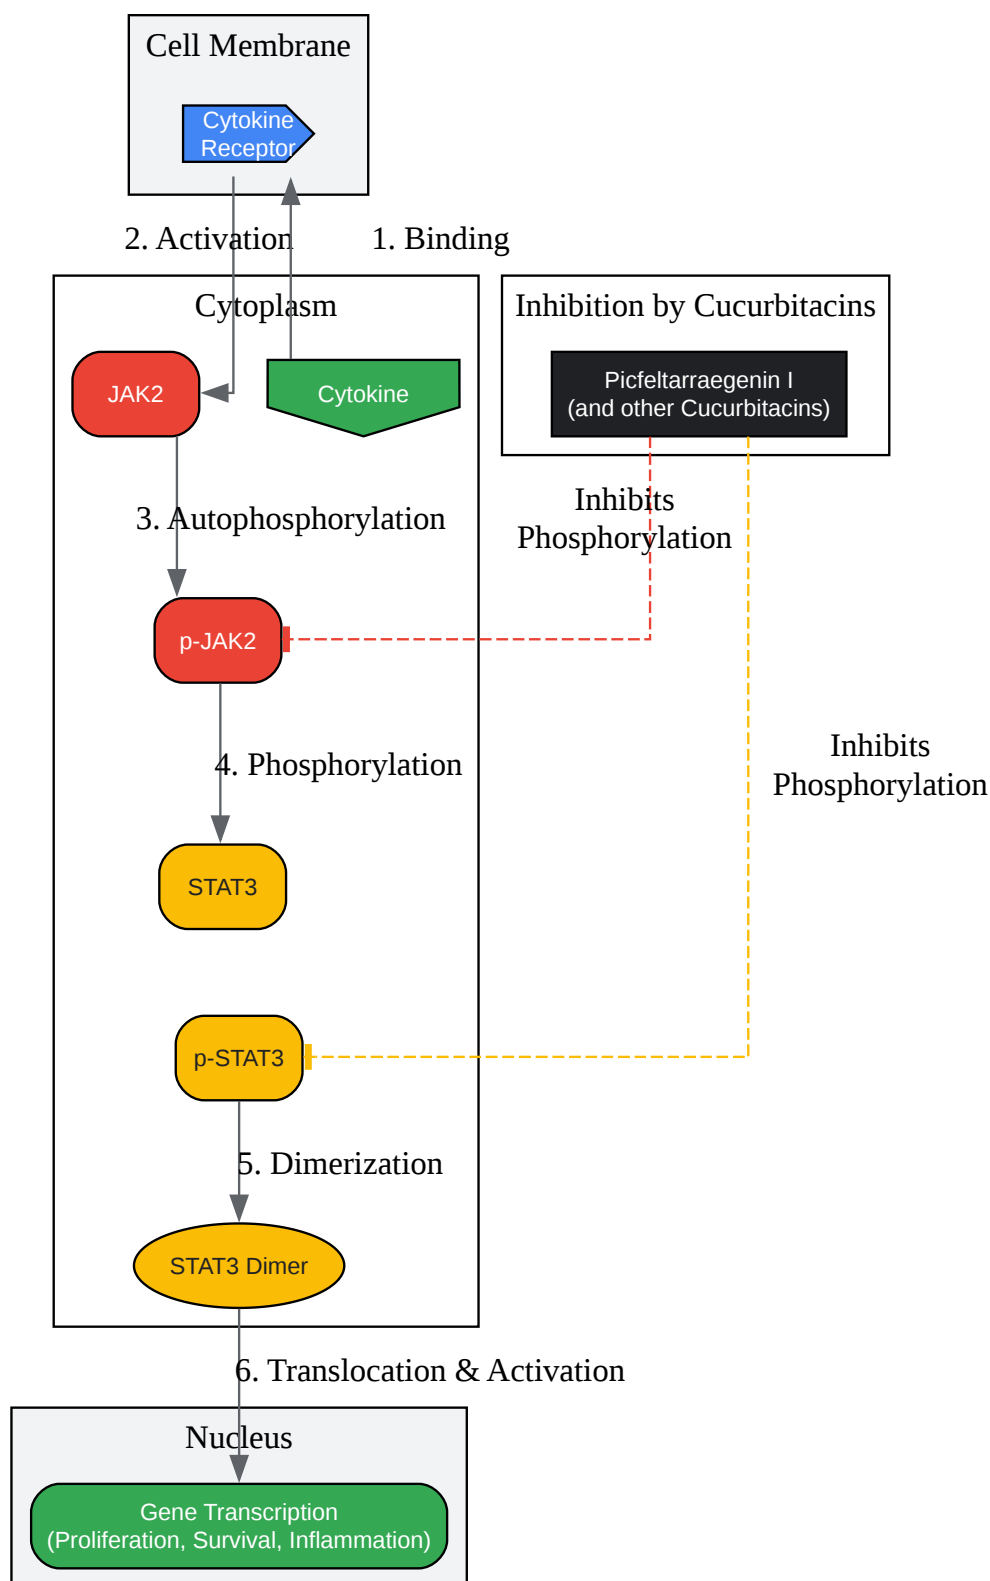 Cell Membrane
Cytokine
Receptor
2. Activation
1. Binding
Cytoplasm
Inhibition by Cucurbitacins
JAK2
Cytokine
Picfeltarraegenin I
(and other Cucurbitacins)
3. Autophosphorylation
Inhibits
Phosphorylation
p-JAK2
4. Phosphorylation
Inhibits
Phosphorylation
STAT3
p-STAT3
5. Dimerization
STAT3 Dimer
6. Translocation & Activation
Nucleus
Gene Transcription
(Proliferation, Survival, Inflammation)